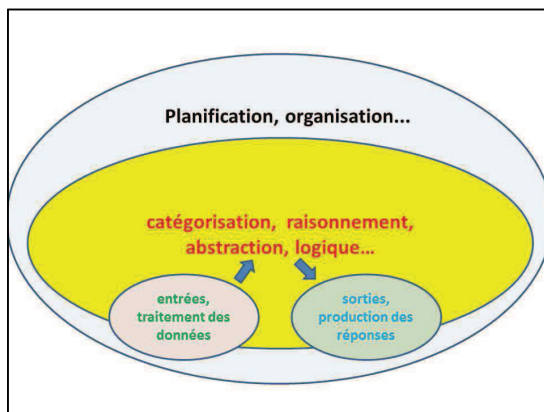 Planification, organisation...
catégorisation, raisonnement,
abstraction, logique...
entrées,
traitement des
données
sorties,
production des
réponses